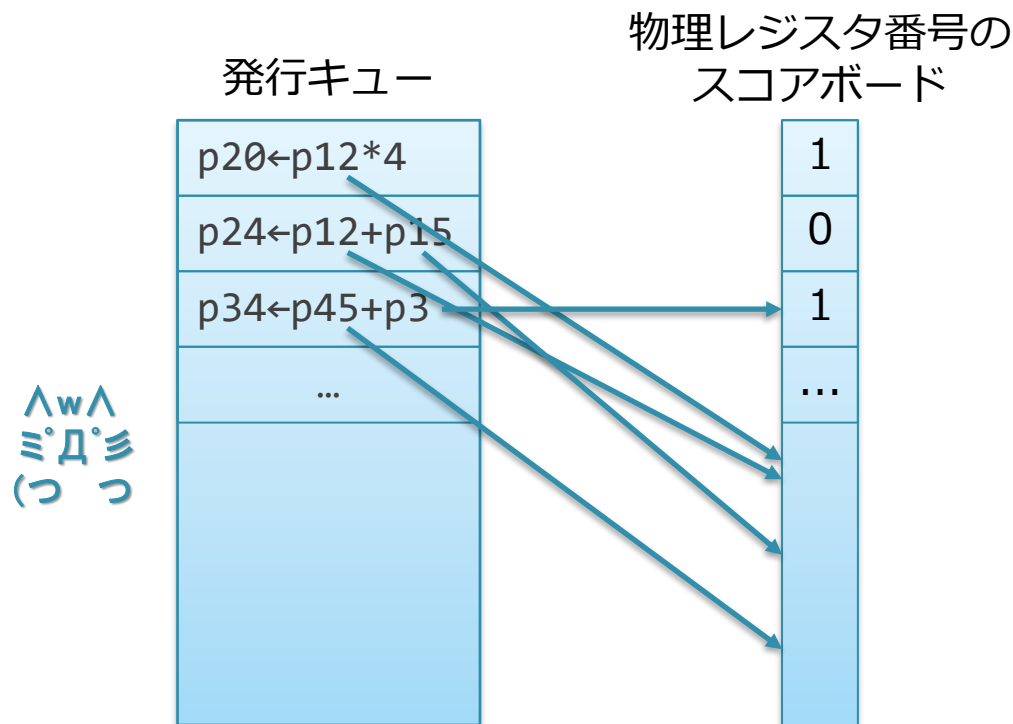 物理レジスタ番号の
スコアボード
発行キュー
p20←p12*4
p24←p12+p15
p34←p45+p3
…
1
0
1
…
∧w∧
ミ゚Д゚彡
(つ　つ